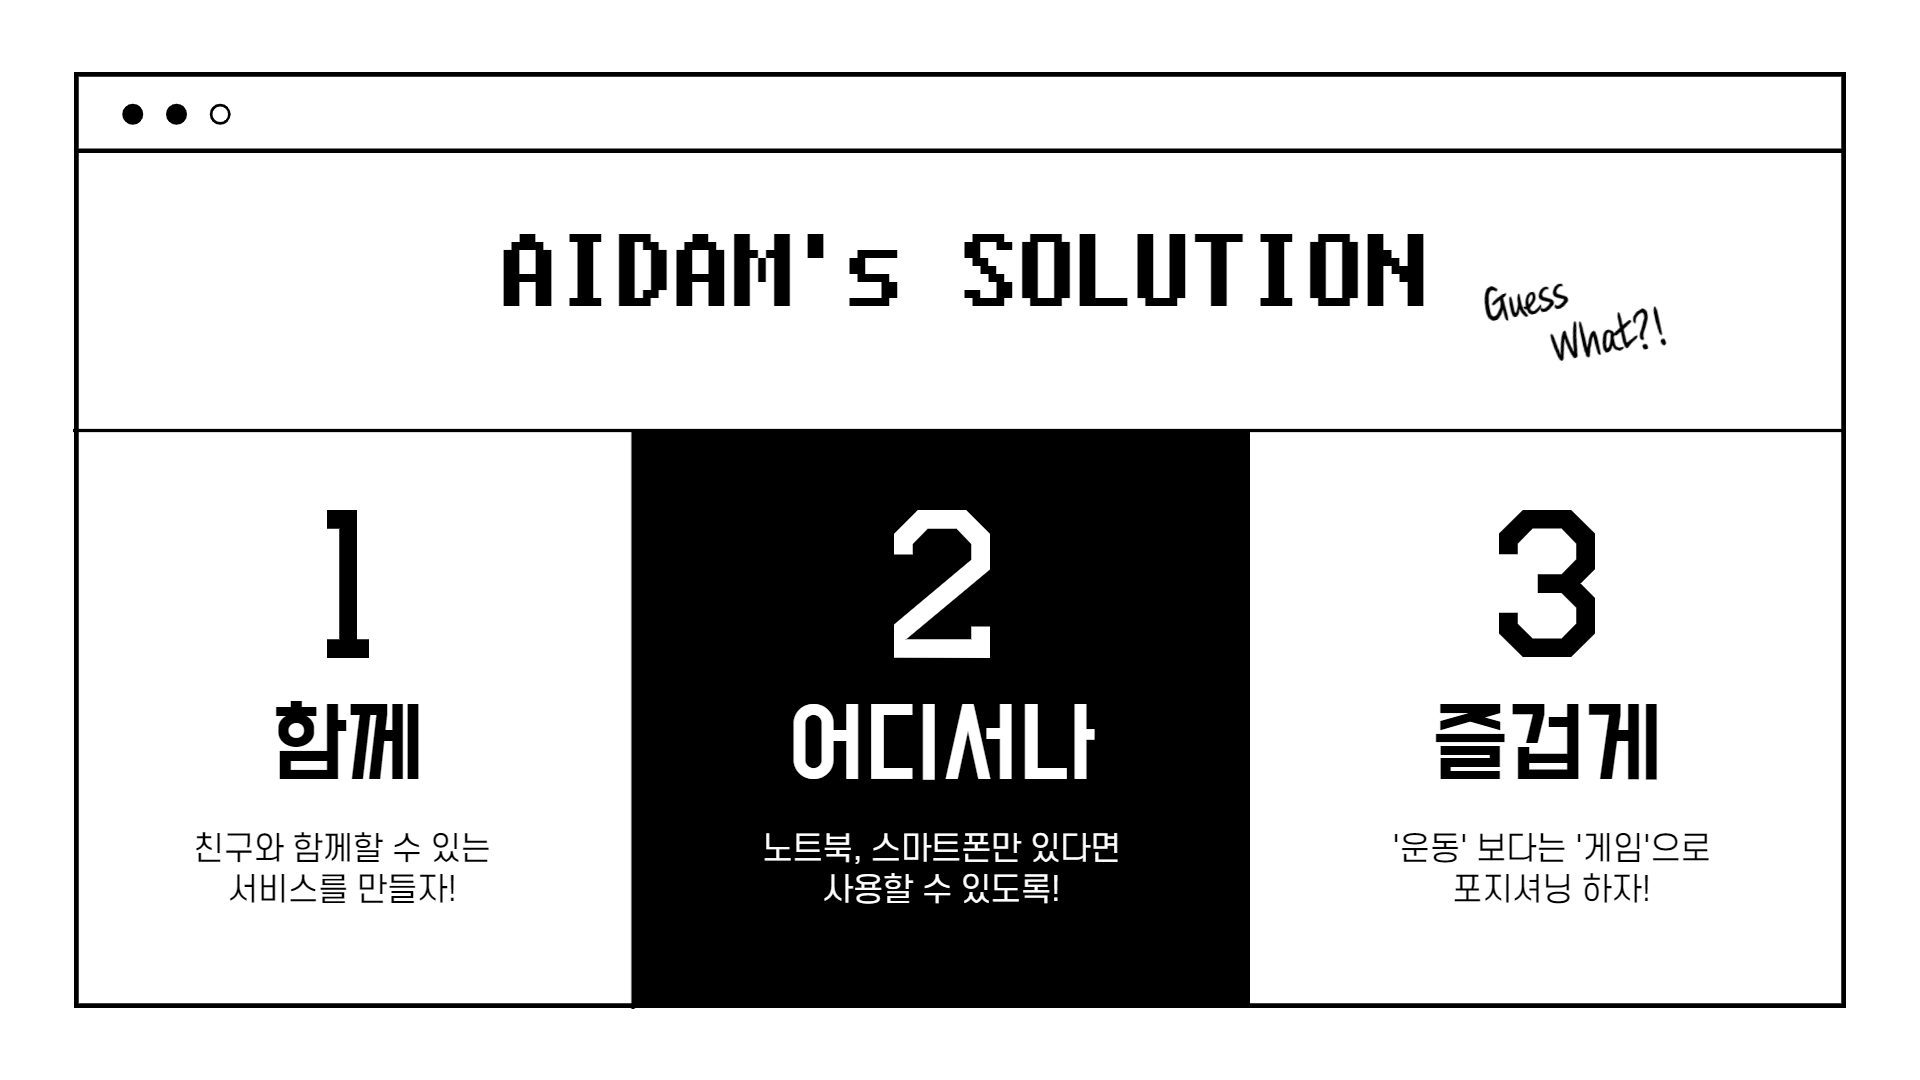 AIDAM's SOLUTION
Guess
What?!
1
함께
친구와 함께할 수 있는
서비스를 만들자!
2
어디서나
노트북, 스마트폰만 있다면
사용할 수 있도록!
3
즐겁게
'운동' 보다는 '게임'으로
포지셔닝 하자!